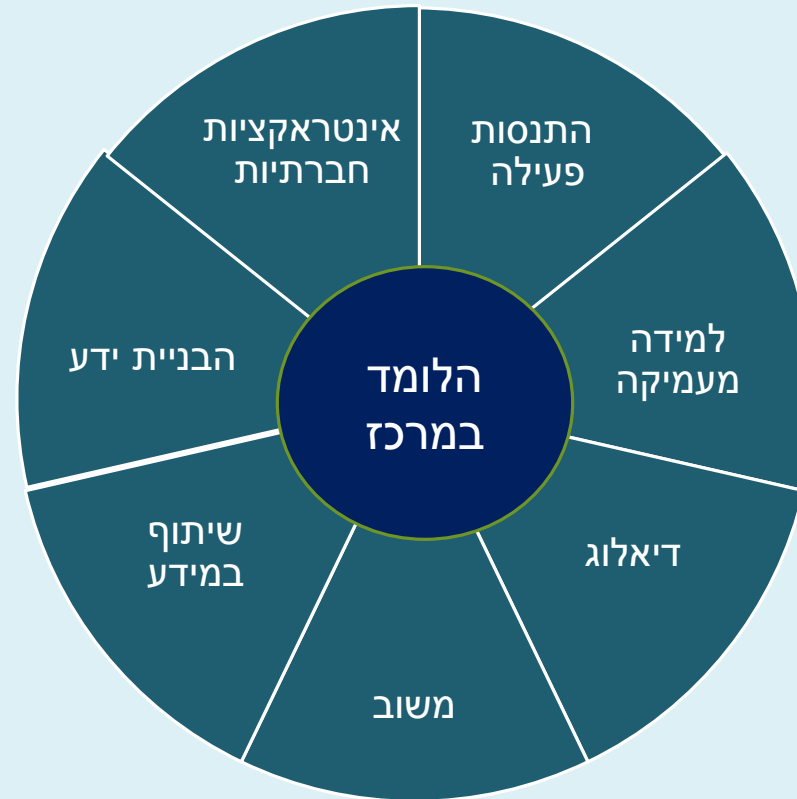 התנסות
פעילה
למידה
מעמיקה
דיאלוג
משוב
שיתוף
במידע
הבניית ידע
אינטראקציות
חברתיות
הלומד
במרכז